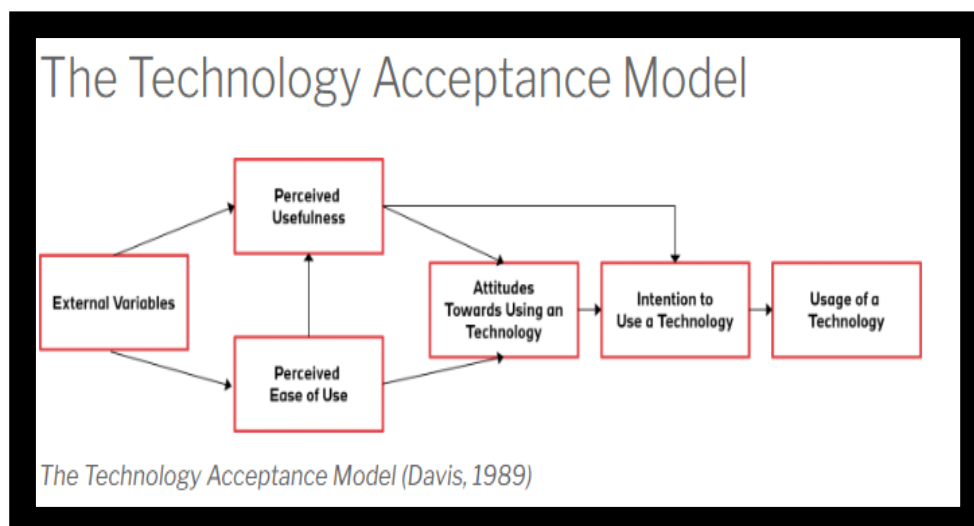 The Technology Acceptance Model
Perceived
Usefulness
External Variables
Attitudes
Towards Using an
Technology
Intention to
Use a Technology
Usage of a
Technology
Perceived
Ease of Use
The Technology Acceptance Model (Davis, 1989)